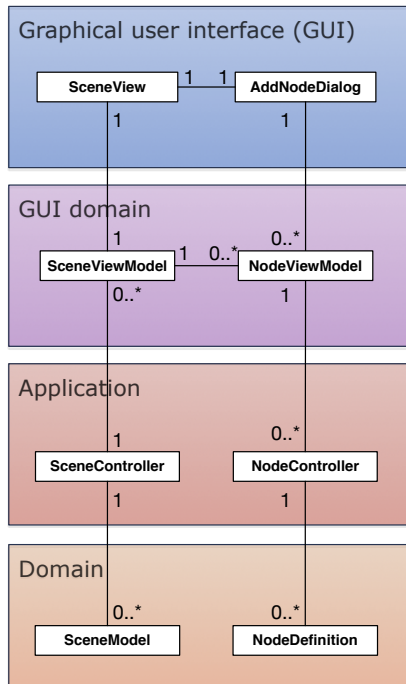 Graphical user interface (GUI)
SceneView 1 1 AddNodeDialog
1 1
GUI domain
1 0..*
SceneViewModel 1 0..* NodeViewModel
0..* 1
Application
1 0..*
SceneController NodeController
1 1
Domain
0..* 0..*
SceneModel NodeDefinition